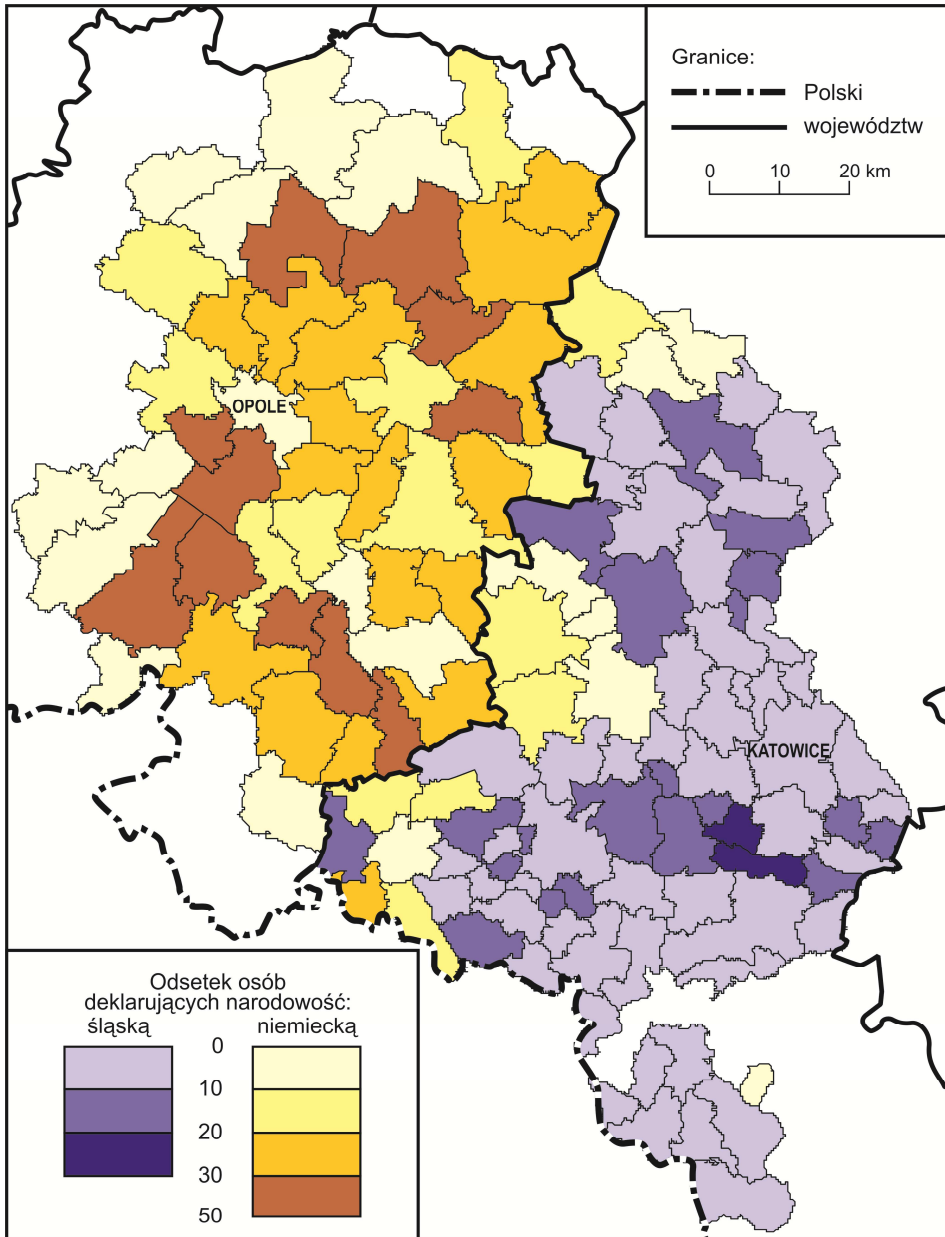 Granice:
Polski
województw
0 10 20 km
OPOLE
KATOWICE
Odsetek osób
deklarujących narodowość:
śląską niemiecką
0
10
20
30
50